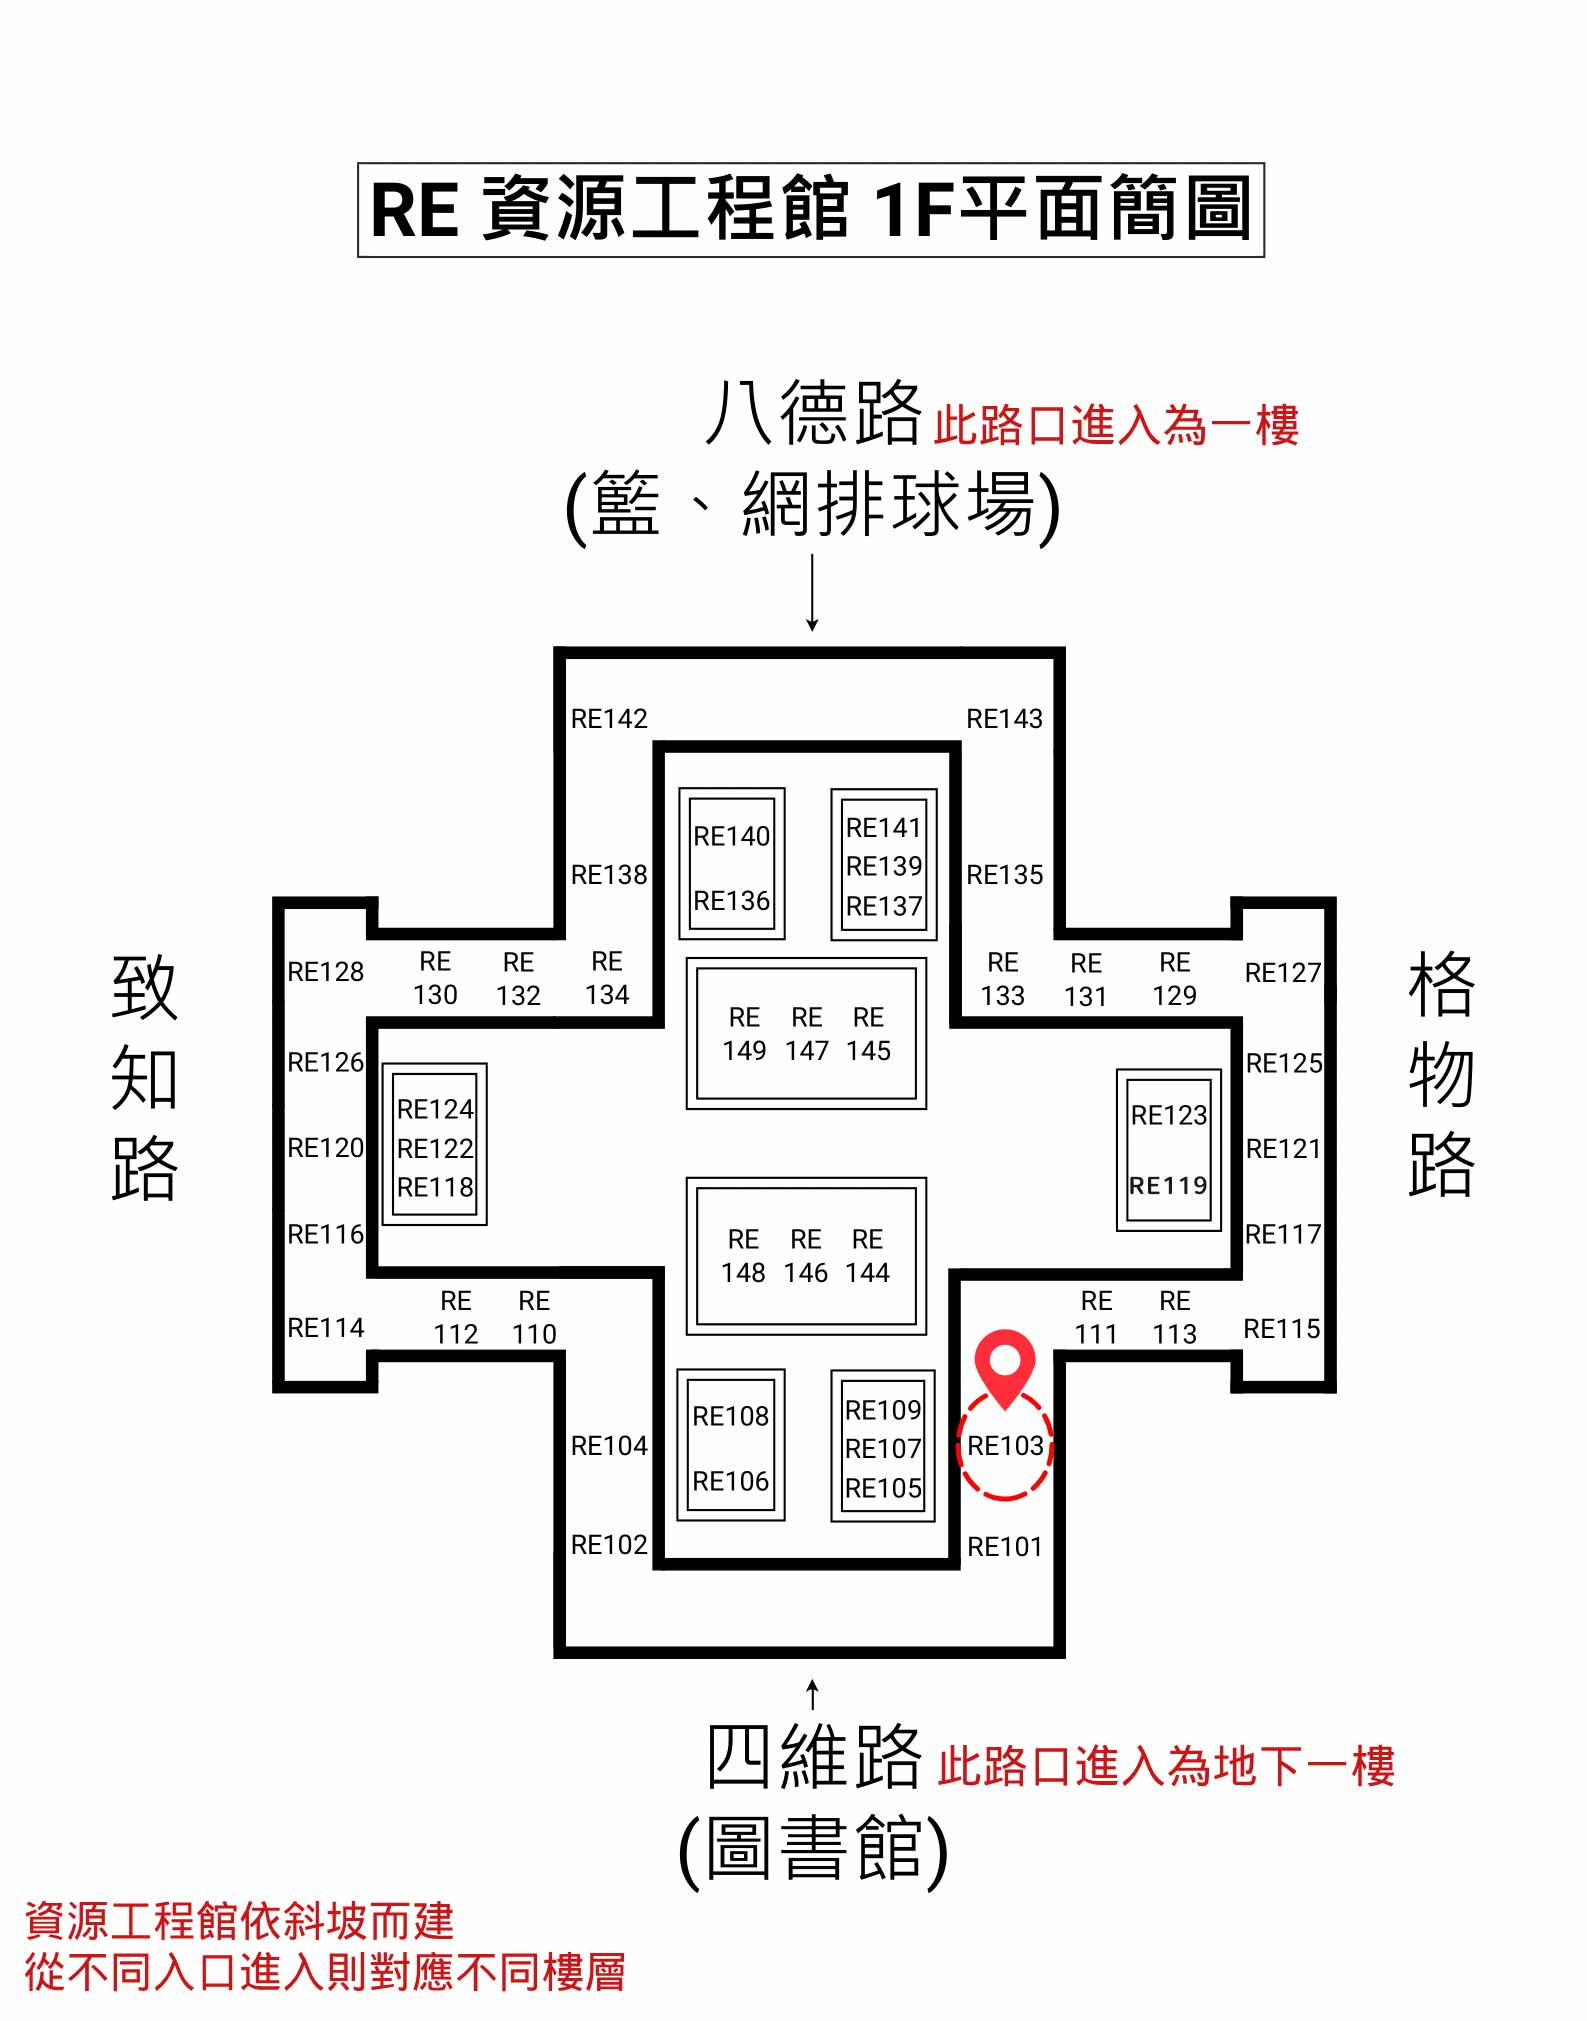 RE 資源工程館 1F平面簡圖
八德路 此路口進入為一樓
(籃、網排球場)
RE142
RE143
RE140
RE141
RE138
RE139
RE135
RE136
RE137
致知路
格物路
RE128
RE 130
RE 132
RE 134
RE 133
RE 131
RE 129
RE127
RE 149
RE 147
RE 145
RE126
RE125
RE124
RE123
RE120
RE122
RE121
RE118
RE119
RE116
RE117
RE 148
RE 146
RE 144
RE114
RE 112
RE 110
RE 111
RE 113
RE115
RE108
RE109
RE104
RE107
RE103
RE106
RE105
RE102
RE101
四維路 此路口進入為地下一樓
(圖書館)
資源工程館依斜坡而建
從不同入口進入則對應不同樓層